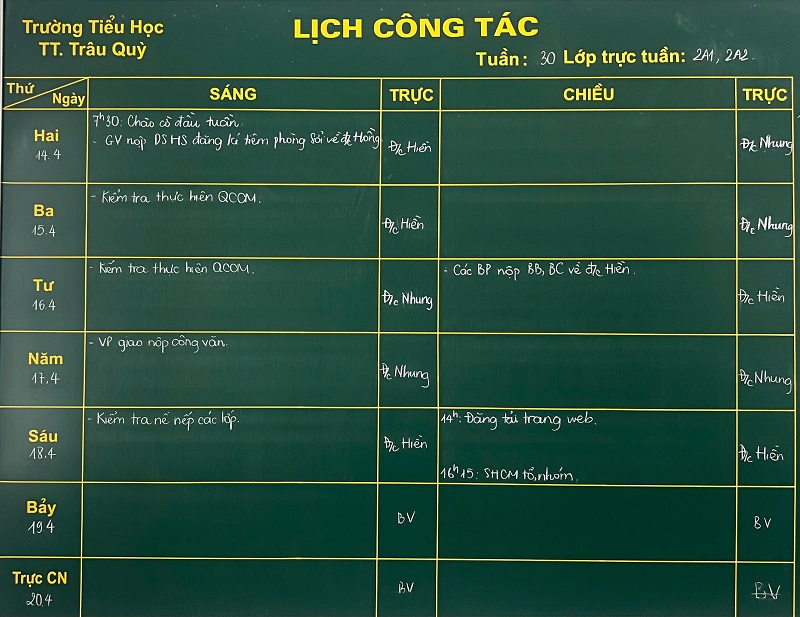 Trường Tiểu Học
TT. Trâu Quỳ
LỊCH CÔNG TÁC
Tuần: 30 Lớp trực tuần: 2A1, 2A2
Thứ
Ngày
SÁNG
TRỰC
CHIỀU
TRỰC
Hai
14.4
7h30: Chào cờ đầu tuần.
- GV nộp DSHS đăng kí tiêm phòng Sởi về đ/c Hồng
Đ/c Hiền
Đ/c Nhung
Ba
15.4
- Kiểm tra thực hiện QCCM.
Đ/c Hiền
Đ/c Nhung
Tư
16.4
- Kiểm tra thực hiện QCCM.
Đ/c Nhung
- Các BP nộp BB, BC về đ/c Hiền.
Đ/c Hiền
Năm
17.4
- VP giao nộp công văn.
Đ/c Nhung
Đ/c Nhung
Sáu
18.4
- Kiểm tra nề nếp các lớp.
Đ/c Hiền
14h: Đăng tải trang web.
16h15: SHCM tổ, nhóm.
Đ/c Hiền
Bảy
19.4
BV
BV
Trực CN
20.4
BV
BV